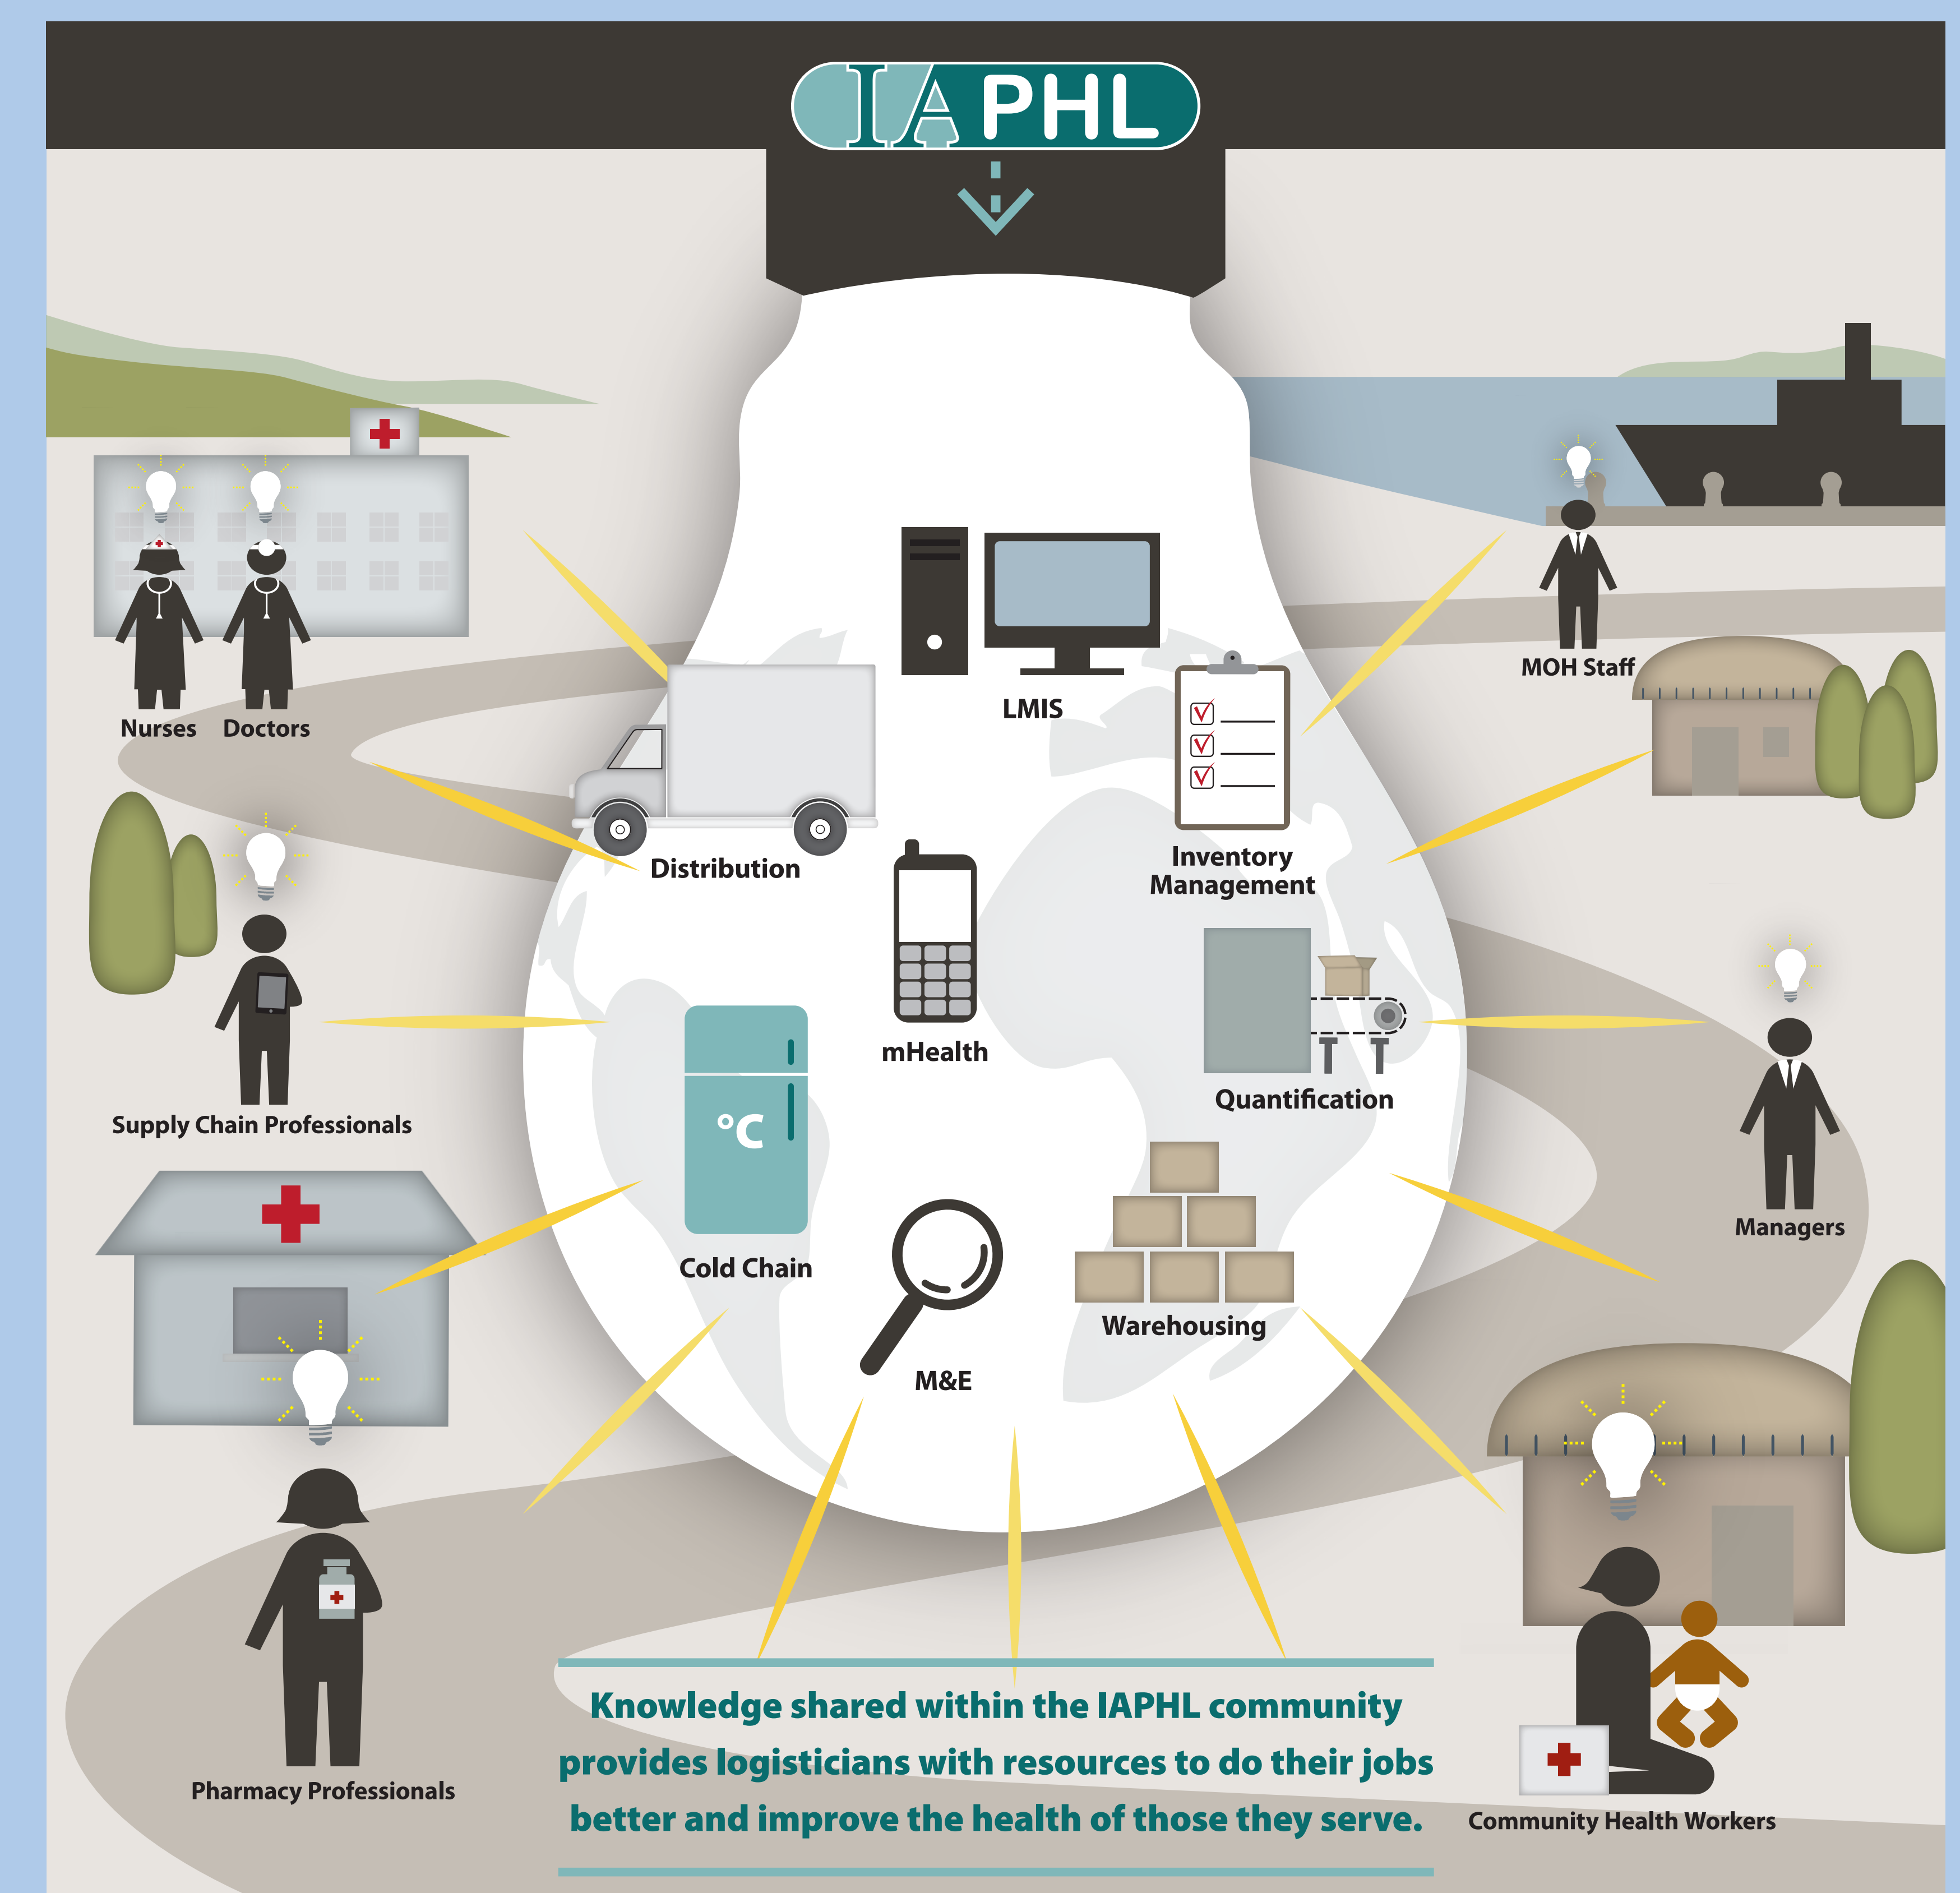 IAPHL
LMIS
MOH Staff
Nurses
Doctors
Distribution
Inventory
Management
mHealth
Quantification
Supply Chain Professionals
°C
Cold Chain
Managers
Warehousing
M&E
Knowledge shared within the IAPHL community
provides logisticians with resources to do their jobs
better and improve the health of those they serve.
Pharmacy Professionals
Community Health Workers